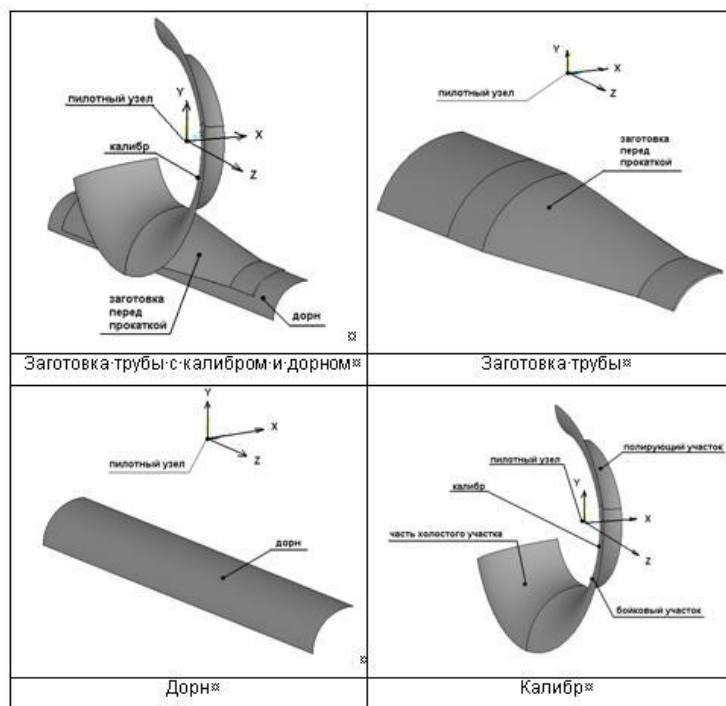 пилотный узел
калибр
Y
X
Z
заготовка
перед
прокаткой
дорн
¤
Заготовка·трубы·с·калибром·и·дорном¤
Y
X
Z
пилотный узел
заготовка
перед
прокаткой
Заготовка·трубы¤
Y
X
Z
пилотный узел
дорн
¤
Дорн¤
полирующий участок
пилотный узел
Y
калибр
X
часть холостого участка
Z
бойковый участок
Калибр¤